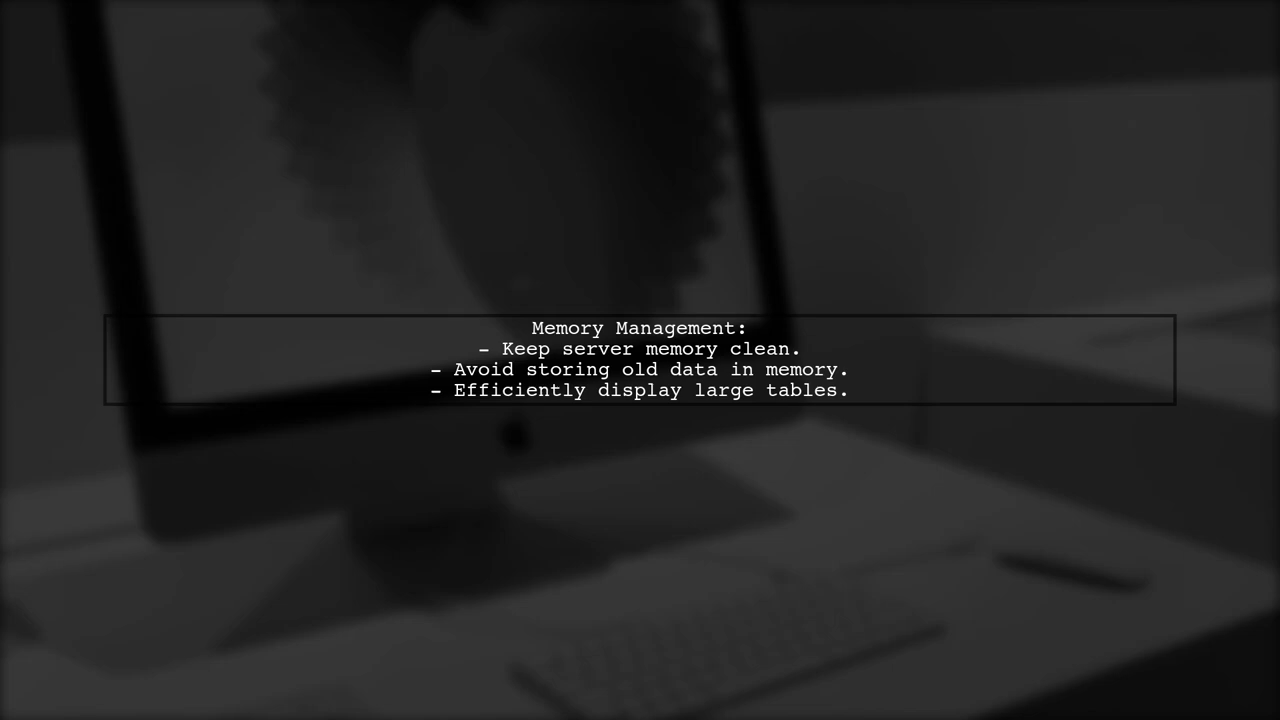 Memory Management:
- Keep server memory clean.
- Avoid storing old data in memory.
- Efficiently display large tables.